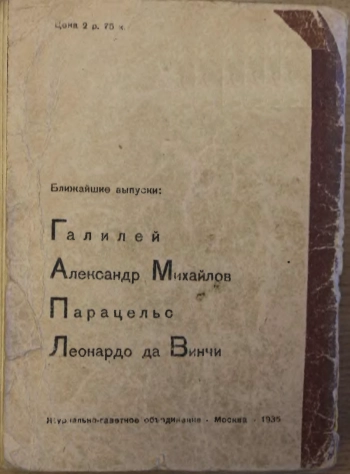 Цена 2 р. 75 к.
Ближайшие выпуски:
Галилей
Александр Михайлов
Парацельс
Леонардо да Винчи
Журнально-газетное объединение - Москва - 1935